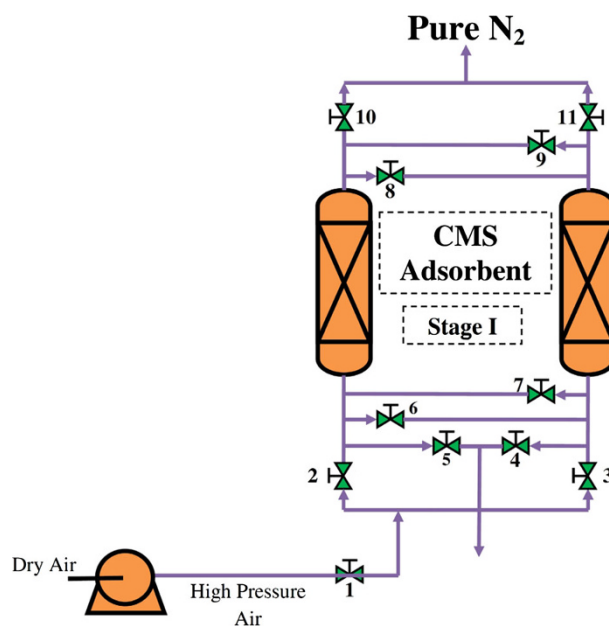 Pure N₂
10
11
9
8
CMS
Adsorbent
Stage I
7
6
5
4
2
3
Dry Air
High Pressure
Air
1